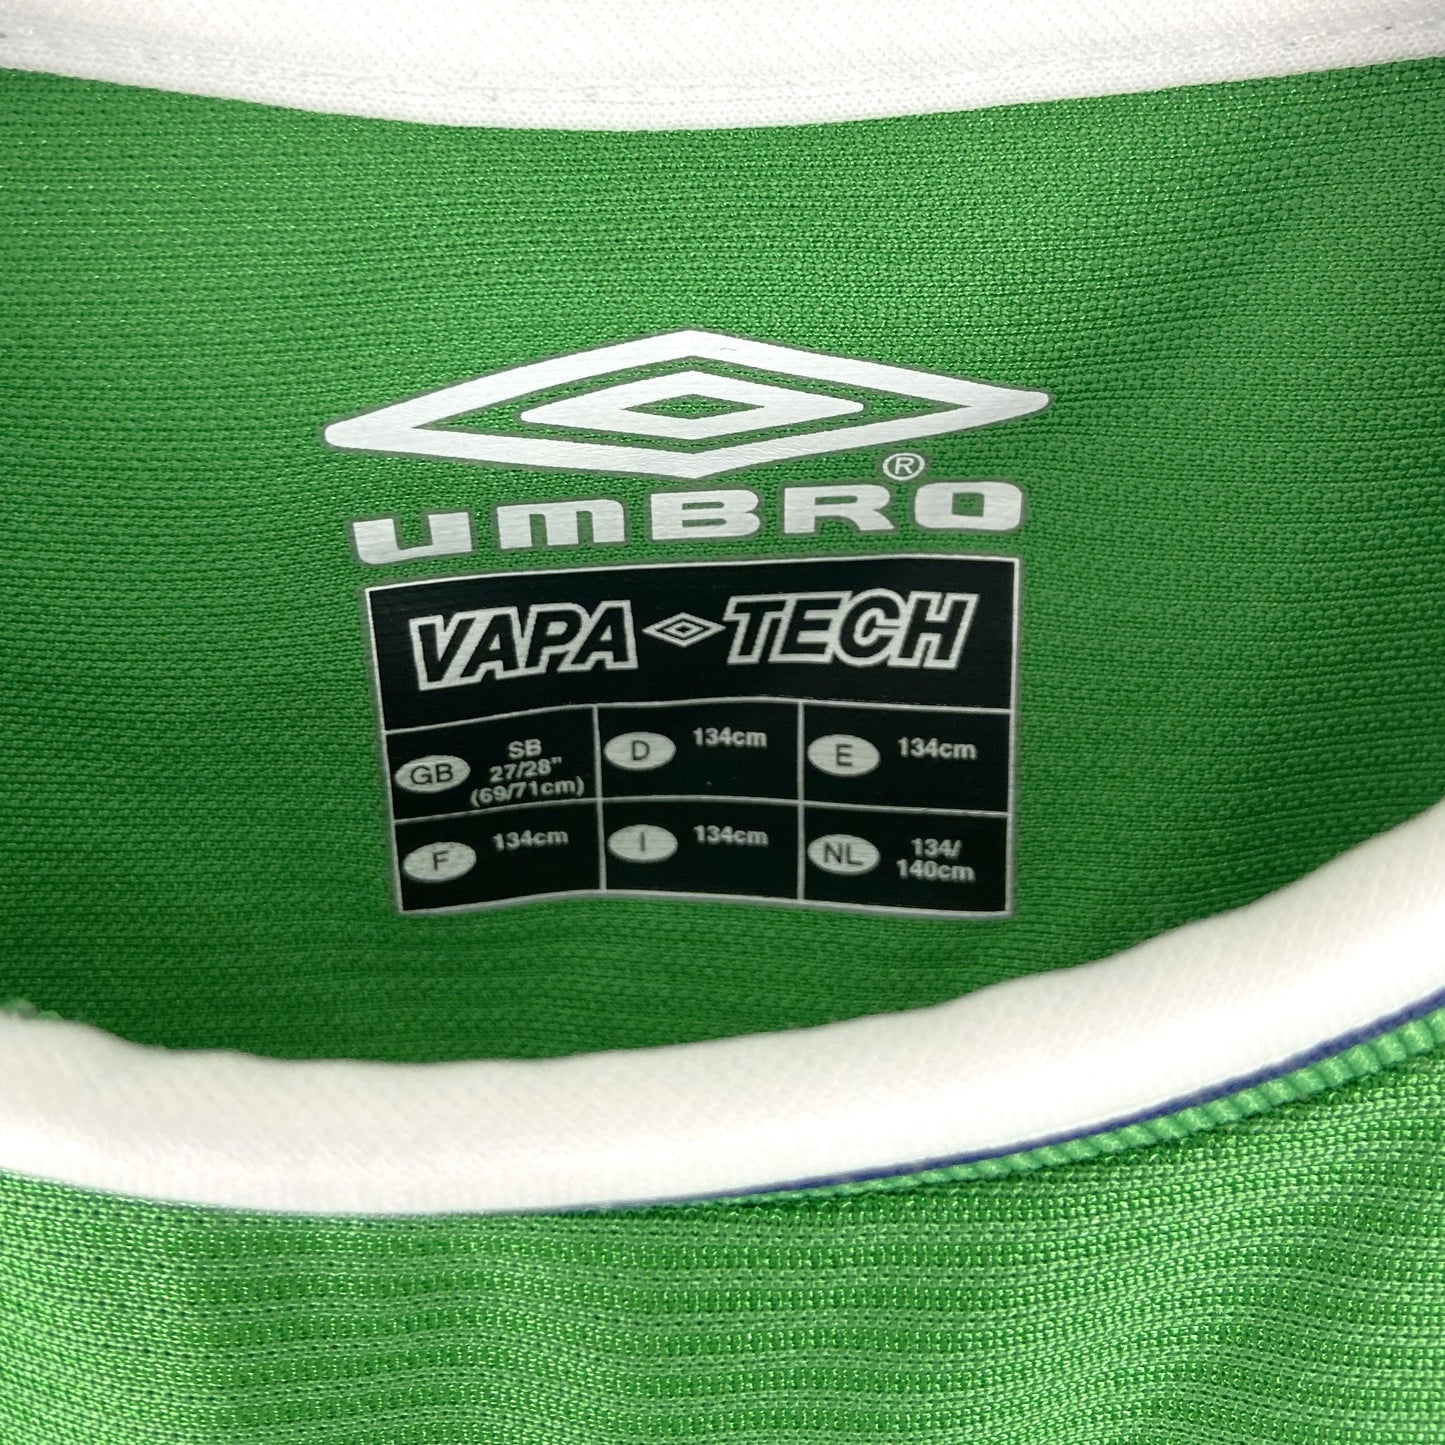 UMBRO®
VAPA TECH
GB SB
27/28"
(69/71cm)
D 134cm
E 134cm
F 134cm
I 134cm
NL 134/
140cm